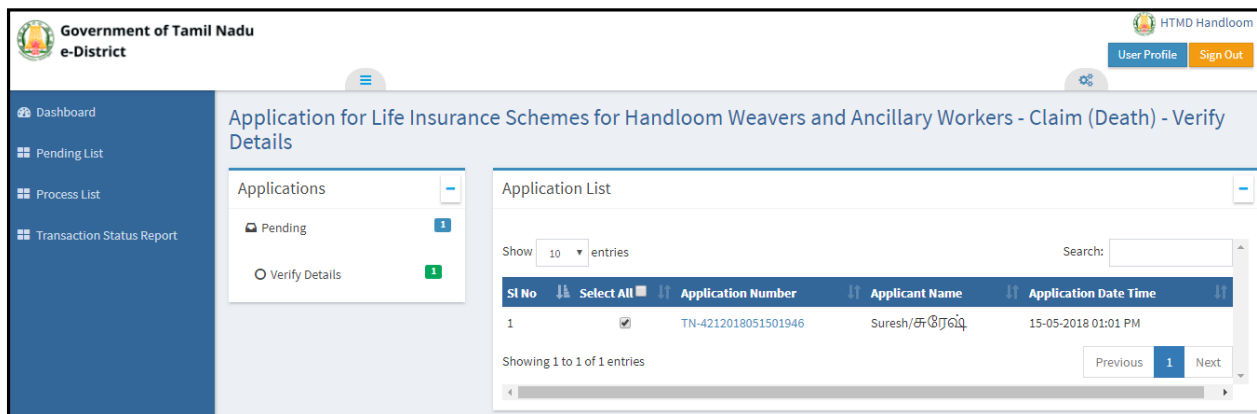 Government of Tamil Nadu
e-District
HTMD Handloom
User Profile Sign Out
Dashboard
Pending List
Process List
Transaction Status Report
Application for Life Insurance Schemes for Handloom Weavers and Ancillary Workers - Claim (Death) - Verify
Details
Applications
Pending 1
Verify Details 1
Application List
Show 10 entries Search:
Sl No Select All Application Number Applicant Name Application Date Time
1 TN-4212018051501946 Suresh/சுரேஷ் 15-05-2018 01:01 PM
Showing 1 to 1 of 1 entries
Previous 1 Next